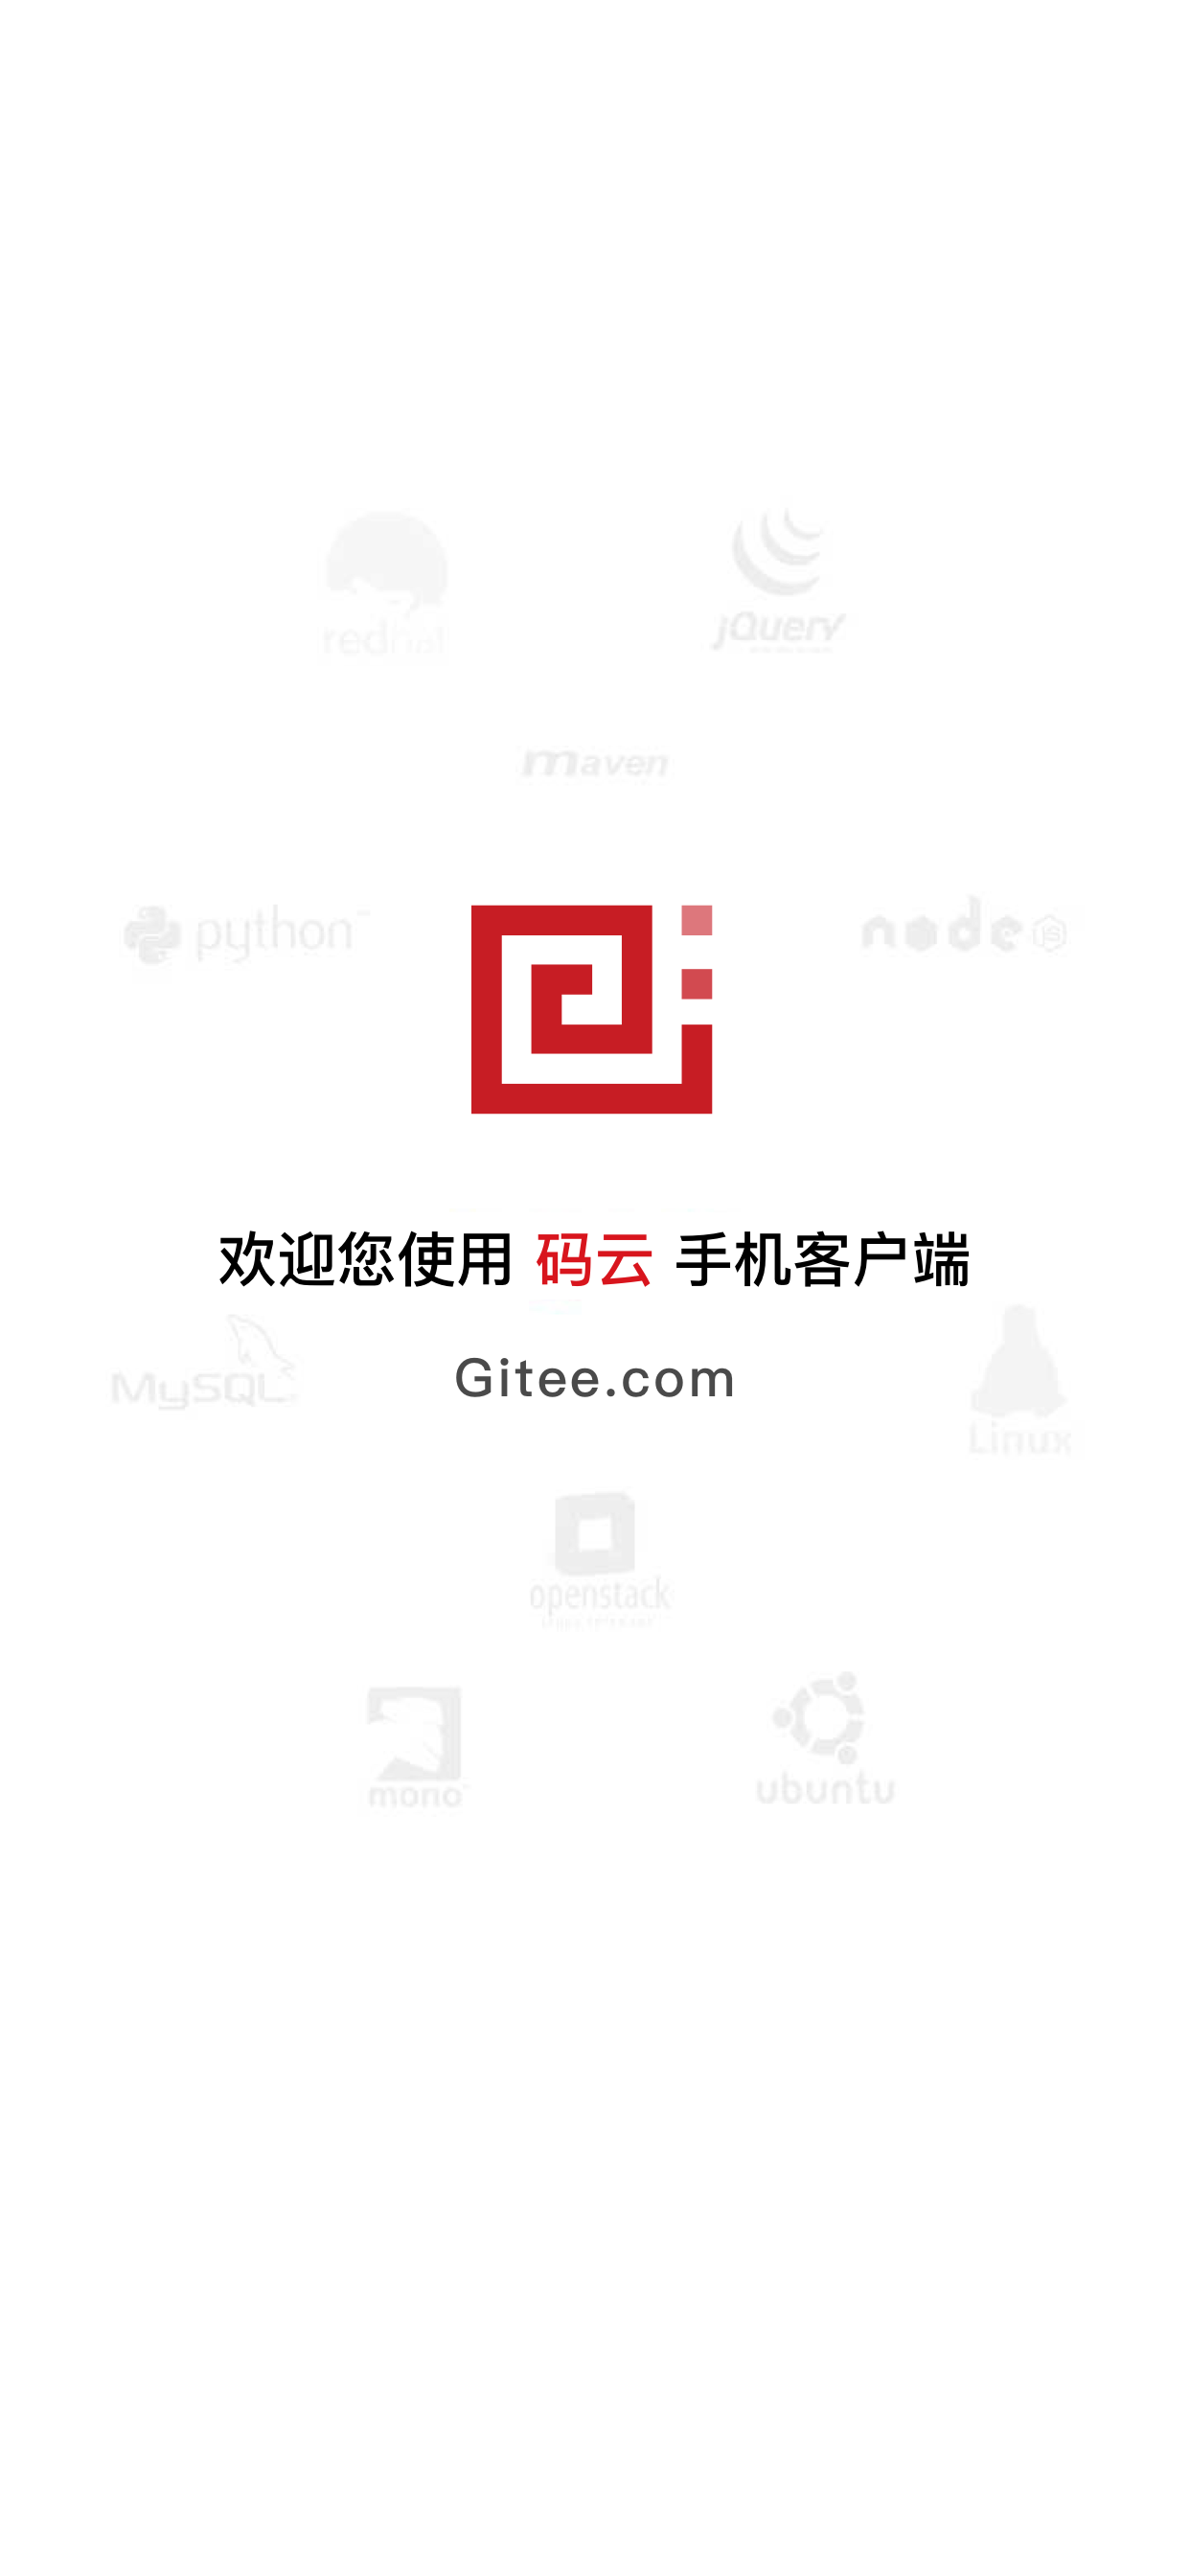 redhat
jQuery
maven
python
node JS
欢迎您使用 码云 手机客户端
MySQL
Gitee.com
Linux
openstack
mono
ubuntu